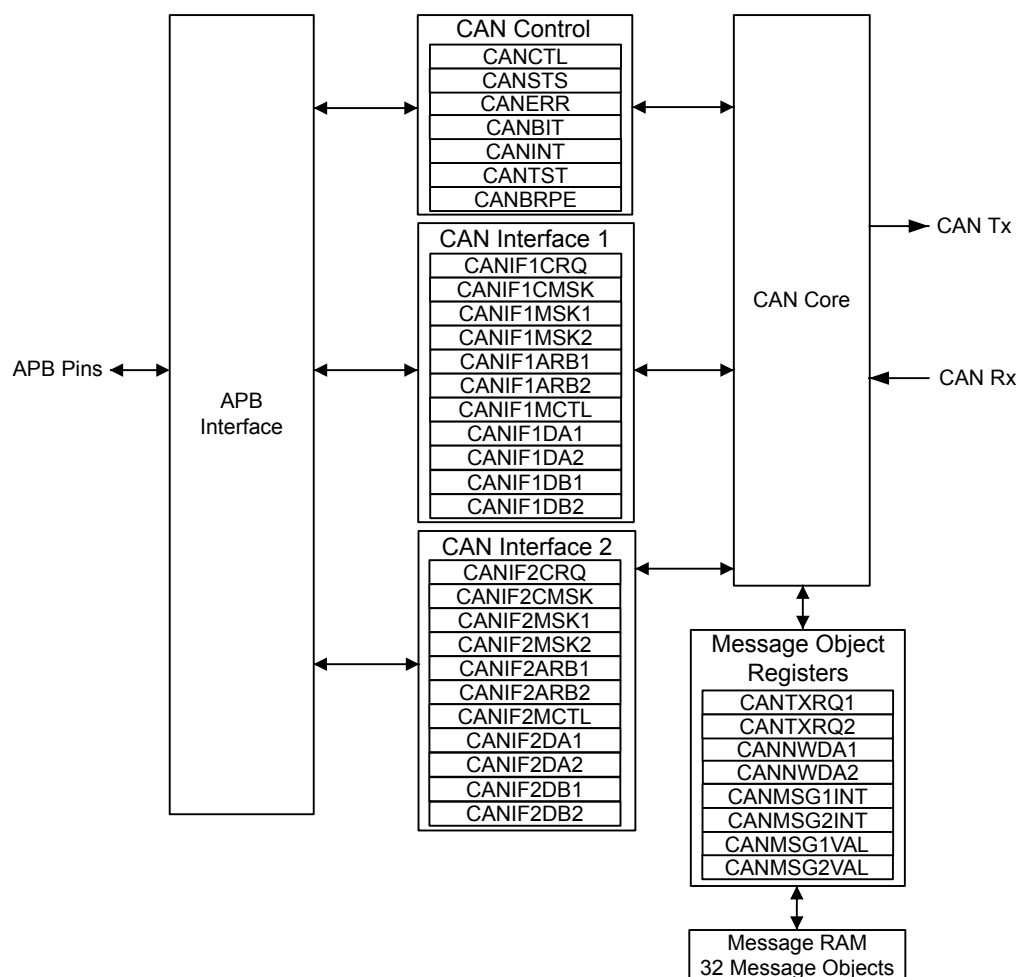 CAN Control
CANCTL
CANSTS
CANERR
CANBIT
CANINT
CANTST
CANBRPE
CAN Interface 1
CANIF1CRQ
CANIF1CMSK
CANIF1MSK1
CANIF1MSK2
CANIF1ARB1
CANIF1ARB2
CANIF1MCTL
CANIF1DA1
CANIF1DA2
CANIF1DB1
CANIF1DB2
CAN Interface 2
CANIF2CRQ
CANIF2CMSK
CANIF2MSK1
CANIF2MSK2
CANIF2ARB1
CANIF2ARB2
CANIF2MCTL
CANIF2DA1
CANIF2DA2
CANIF2DB1
CANIF2DB2
APB Pins
APB
Interface
CAN Core
CAN Tx
CAN Rx
Message Object
Registers
CANTXRQ1
CANTXRQ2
CANNWDA1
CANNWDA2
CANMSG1INT
CANMSG2INT
CANMSG1VAL
CANMSG2VAL
Message RAM
32 Message Objects